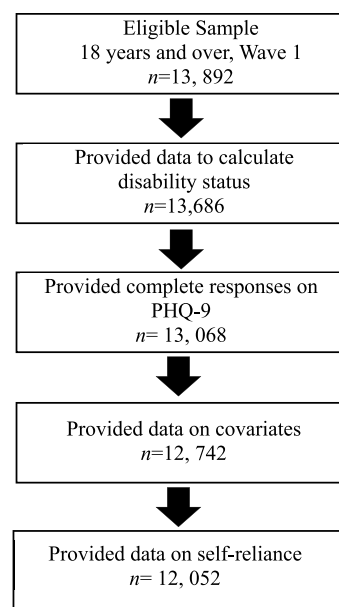 Eligible Sample
18 years and over, Wave 1
n=13, 892
Provided data to calculate
disability status
n=13,686
Provided complete responses on
PHQ-9
n= 13, 068
Provided data on covariates
n=12, 742
Provided data on self-reliance
n= 12, 052